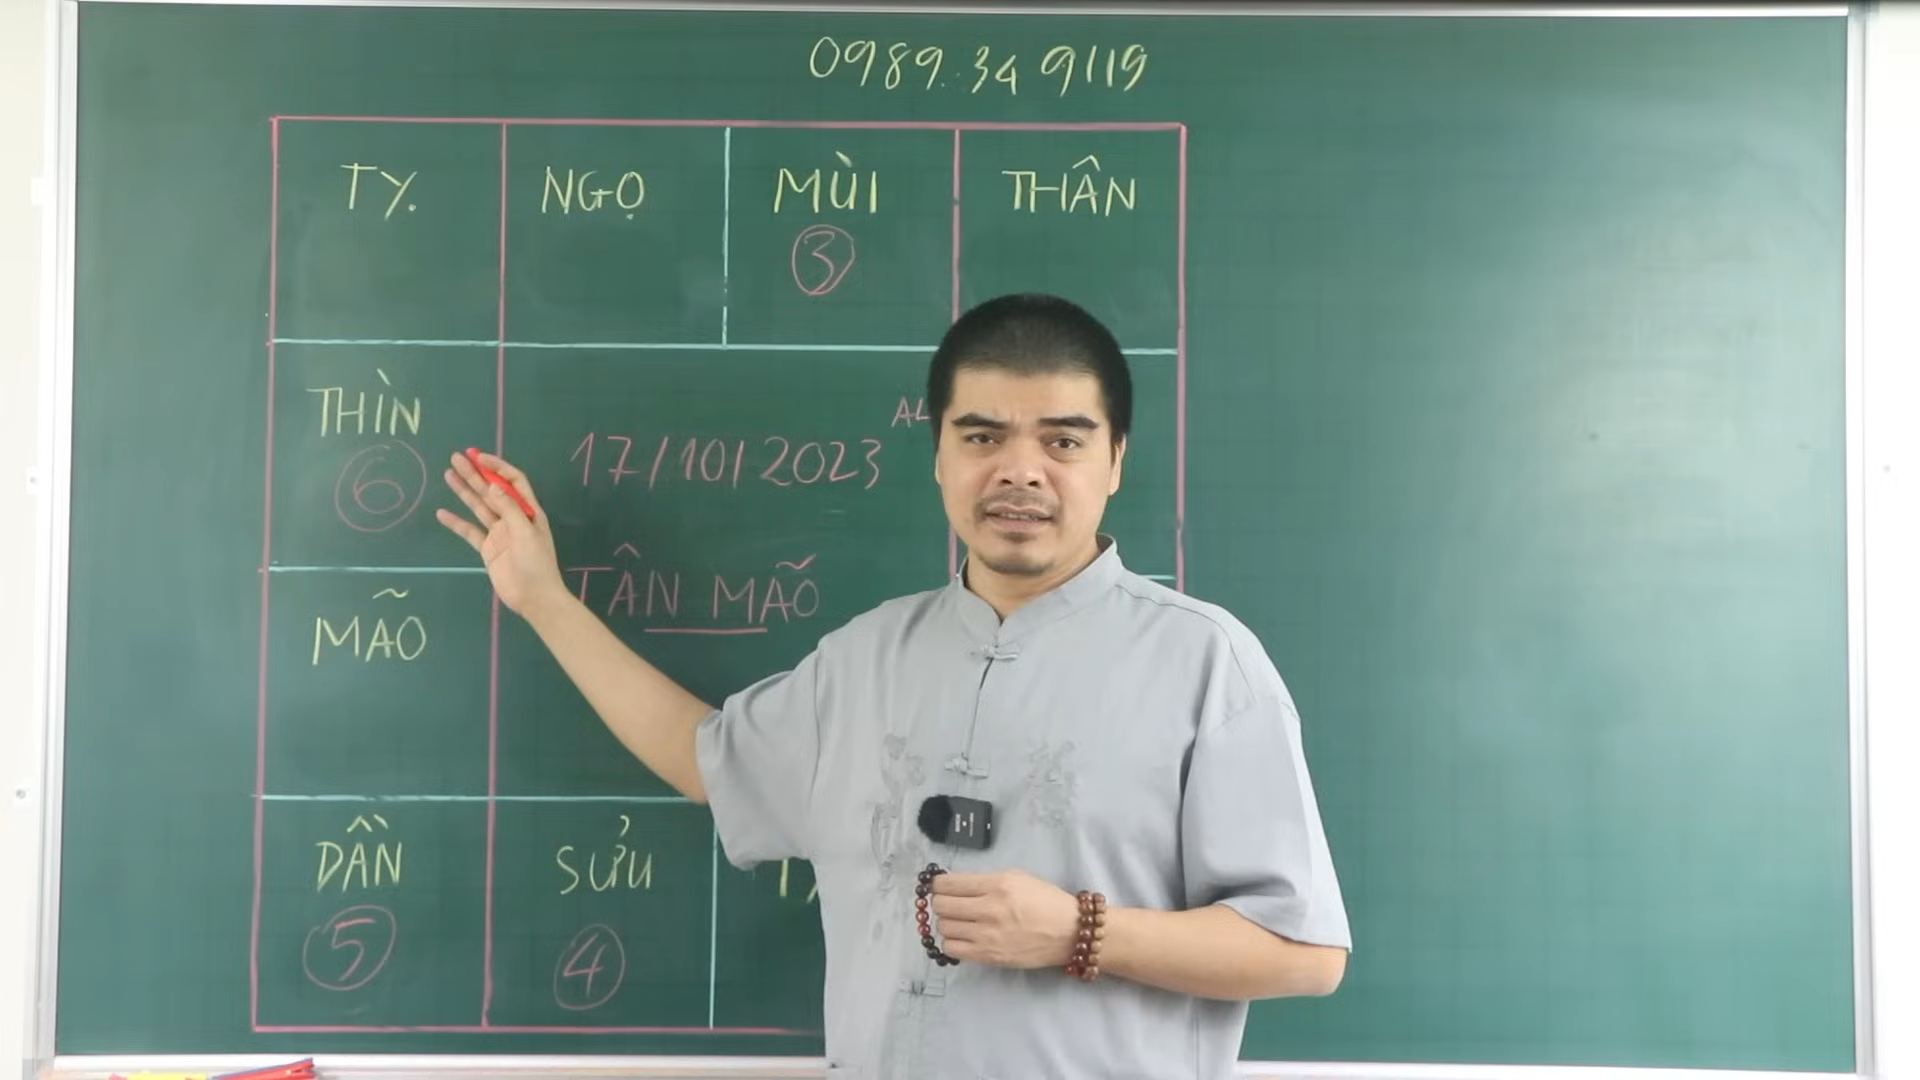 0989.34 9119
TỴ.
NGỌ
MÙI
THÂN
3
THÌN
6
17/10/2023
AL
TÂN MÃO
MÃO
DẦN
SỬU
5
4